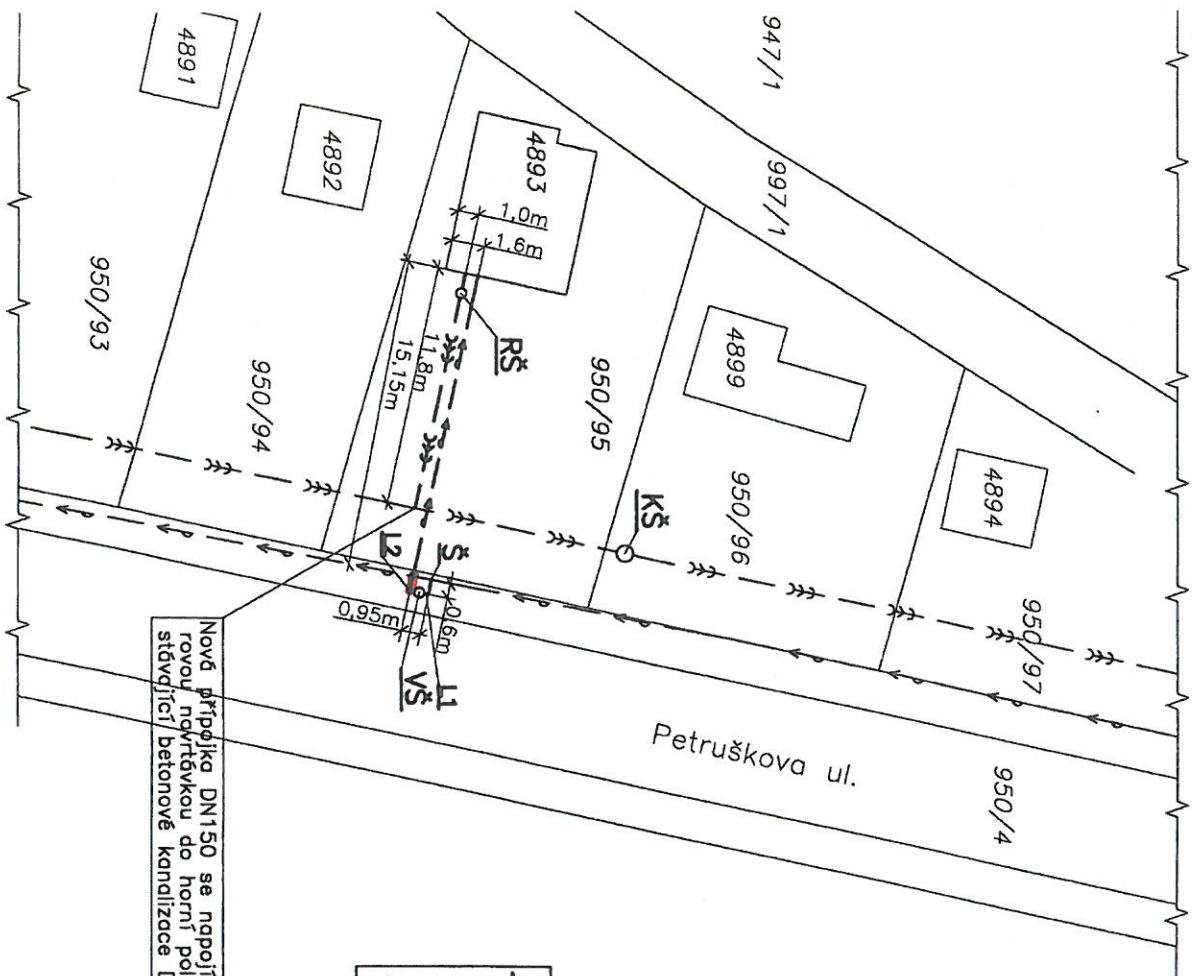 947/1
997/1
4891
4892
4893
1,0m
1,6m
4899
4894
950/93
950/94
950/95
950/96
950/97
950/4
RŠ
KŠ
11,8m
15,15m
L2
Š
0,95m
0,6m
VŠ
L1
Petruškova ul.
Nová přípojka DN150 se napojí
rovou navrtávkou do horní
stávající betonové kanalizace